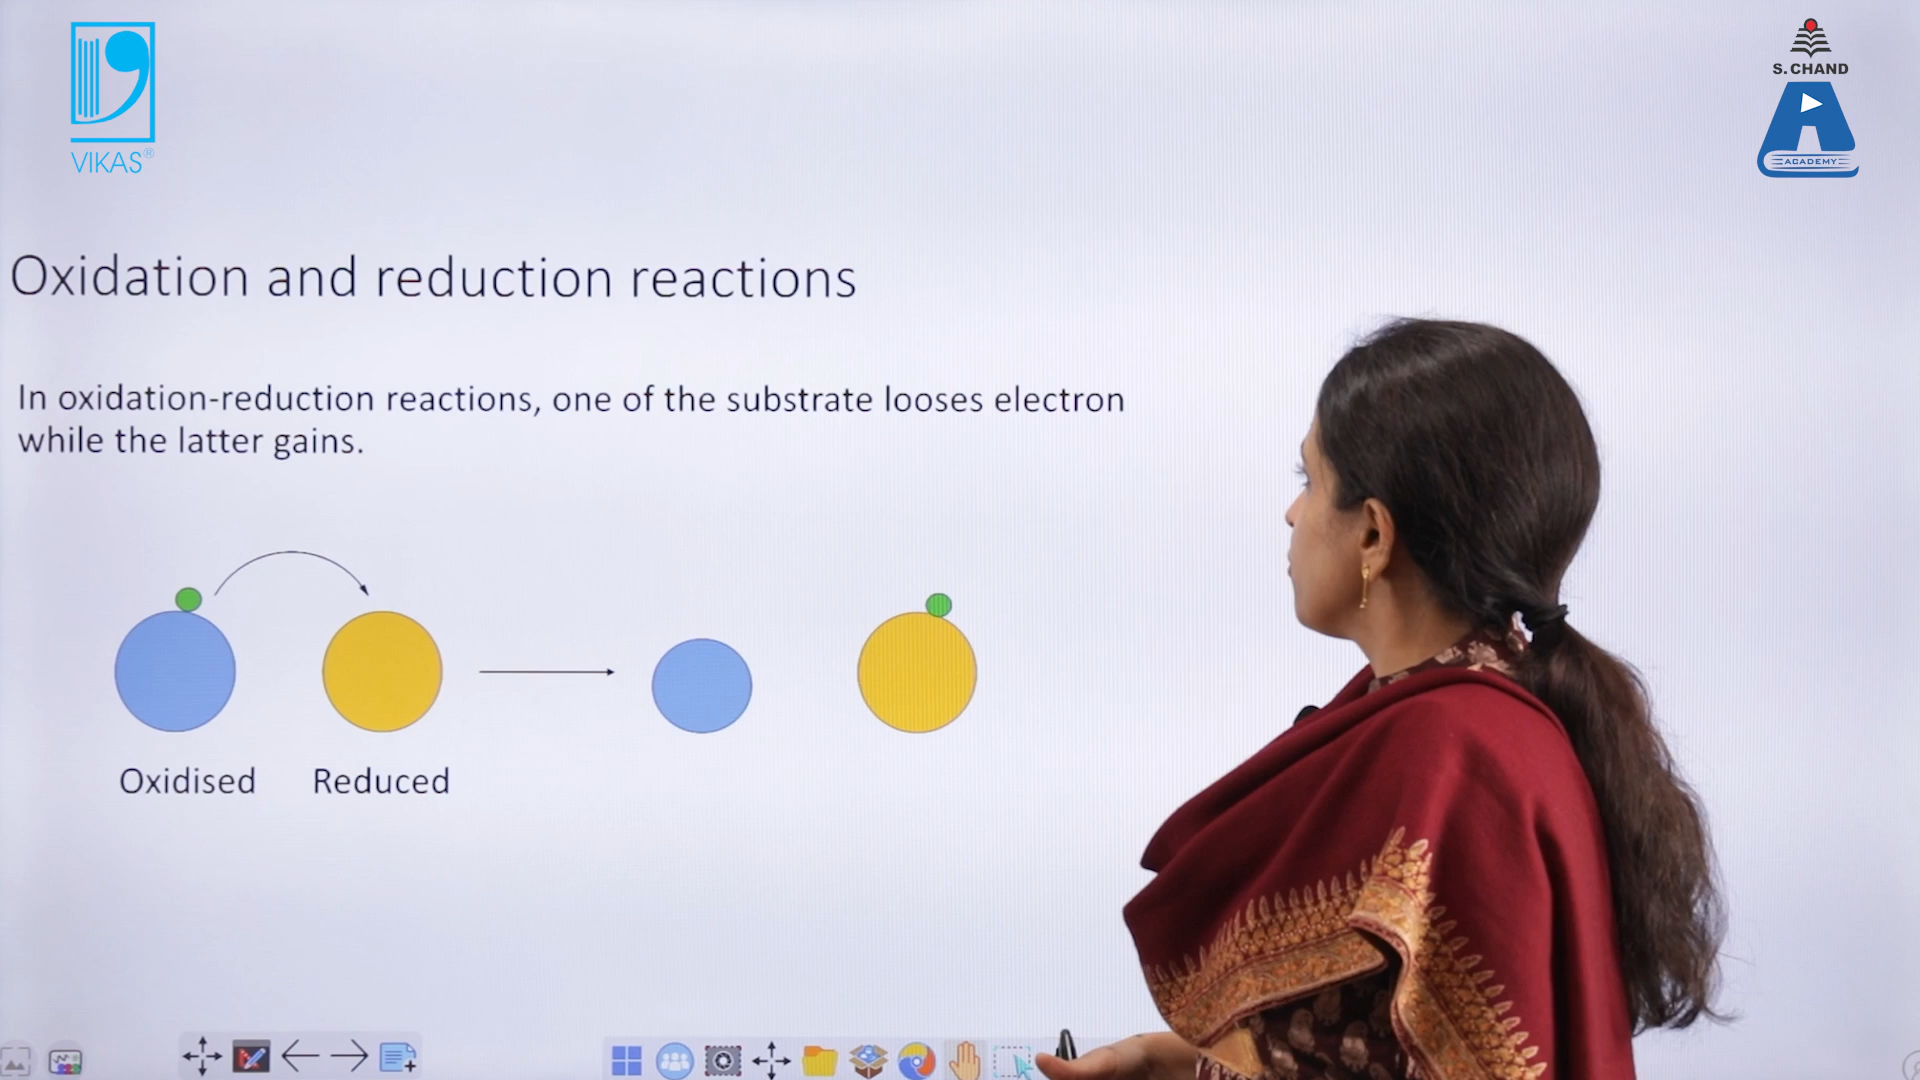 VIKAS®
S. CHAND
ACADEMY
Oxidation and reduction reactions
In oxidation-reduction reactions, one of the substrate looses electron
while the latter gains.
Oxidised Reduced